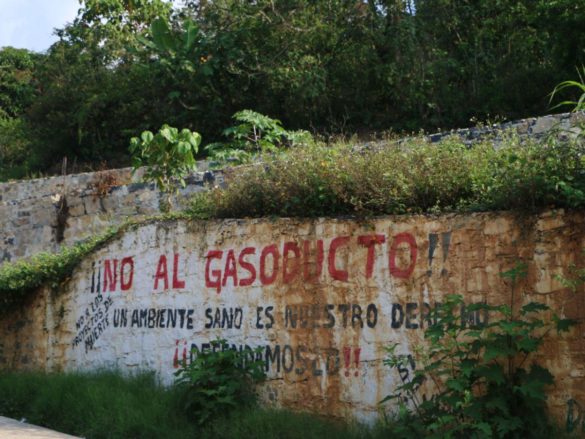 ¡¡NO AL GASODUCTO!!
UN AMBIENTE SANO ES NUESTRO DERECHO
¡¡DEFENDAMOSLO!!
NO A LOS
PROYECTOS DE
MUERTE